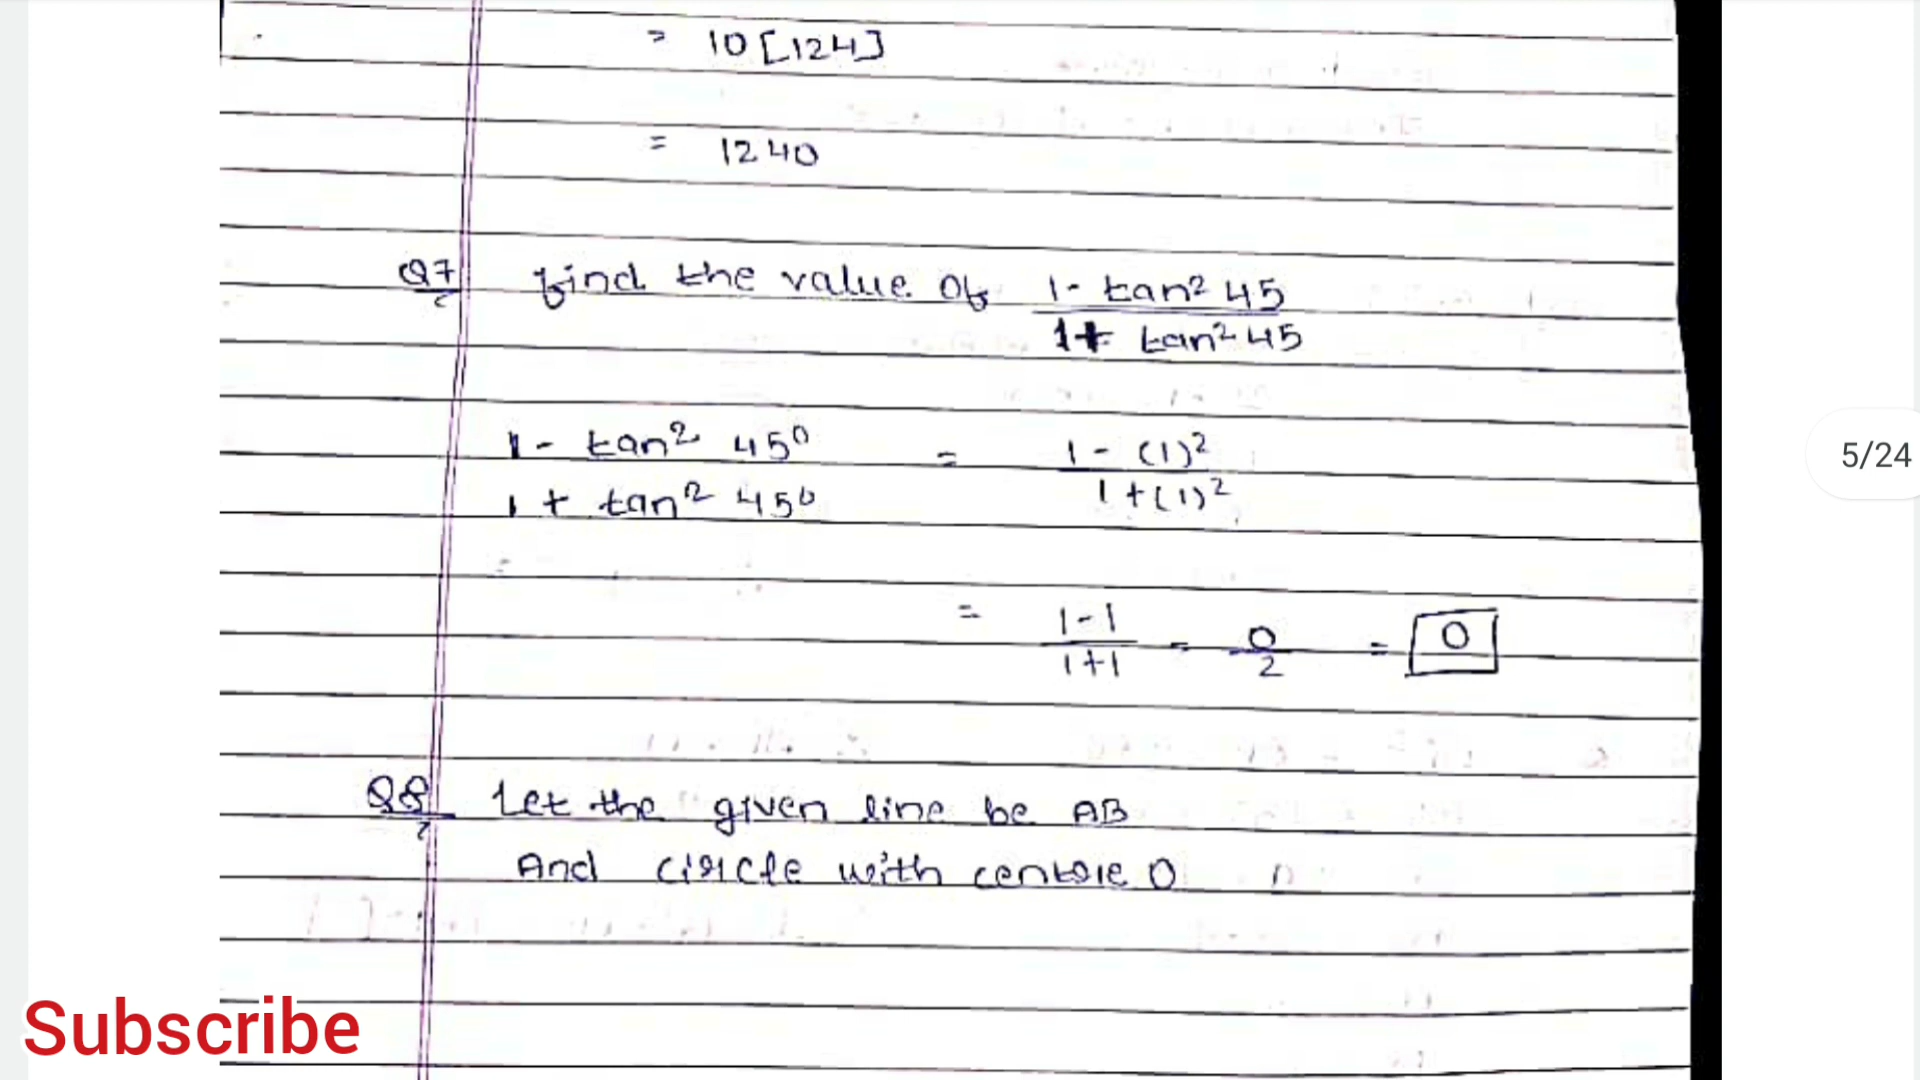 = 10 [124]
= 1240
Q7 find the value of 1 - tan² 45
1 + tan² 45
1 - tan² 45° = 1 - (1)²
1 + tan² 45° 1 + (1)²
= 1 - 1 = 0 = 0
1 + 1 2
5/24
Q8 Let the given line be AB
And circle with centre O
Subscribe